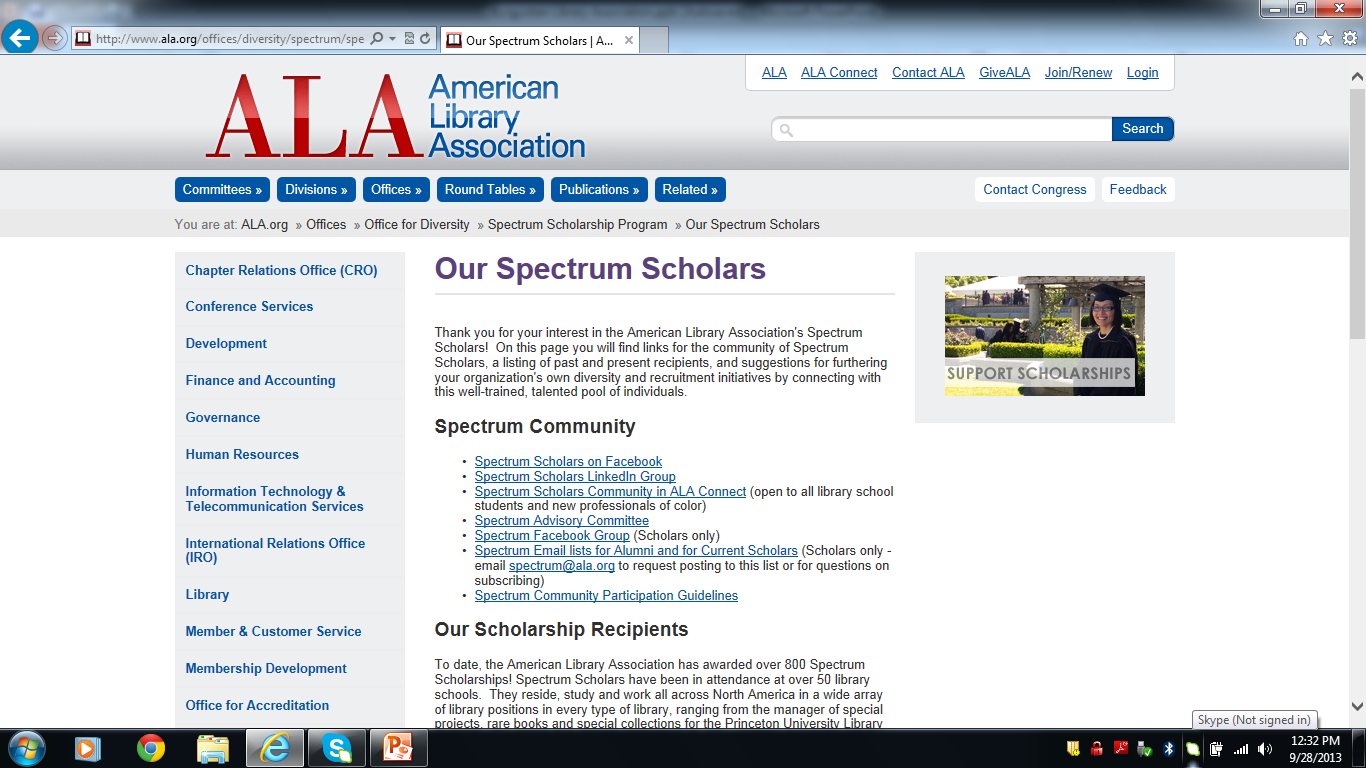 http://www.ala.org/offices/diversity/spectrum/spe
Our Spectrum Scholars | A...
ALA American
Library
Association
ALA ALA Connect Contact ALA GiveALA Join/Renew Login
Search
Committees » Divisions » Offices » Round Tables » Publications » Related » Contact Congress Feedback
You are at: ALA.org » Offices » Office for Diversity » Spectrum Scholarship Program » Our Spectrum Scholars
Chapter Relations Office (CRO)
Conference Services
Development
Finance and Accounting
Governance
Human Resources
Information Technology &
Telecommunication Services
International Relations Office
(IRO)
Library
Member & Customer Service
Membership Development
Office for Accreditation
Our Spectrum Scholars
Thank you for your interest in the American Library Association's Spectrum
Scholars! On this page you will find links for the community of Spectrum
Scholars, a listing of past and present recipients, and suggestions for furthering
your organization's own diversity and recruitment initiatives by connecting with
this well-trained, talented pool of individuals.
Spectrum Community
• Spectrum Scholars on Facebook
• Spectrum Scholars LinkedIn Group
• Spectrum Scholars Community in ALA Connect (open to all library school
students and new professionals of color)
• Spectrum Advisory Committee
• Spectrum Facebook Group (Scholars only)
• Spectrum Email lists for Alumni and for Current Scholars (Scholars only -
email spectrum@ala.org to request posting to this list or for questions on
subscribing)
• Spectrum Community Participation Guidelines
Our Scholarship Recipients
To date, the American Library Association has awarded over 800 Spectrum
Scholarships! Spectrum Scholars have been in attendance at over 50 library
schools. They reside, study and work all across North America in a wide array
of library positions in every type of library, ranging from the manager of special
projects, rare books and special collections for the Princeton University Library
SUPPORT SCHOLARSHIPS
Skype (Not signed in)
12:32 PM
9/28/2013